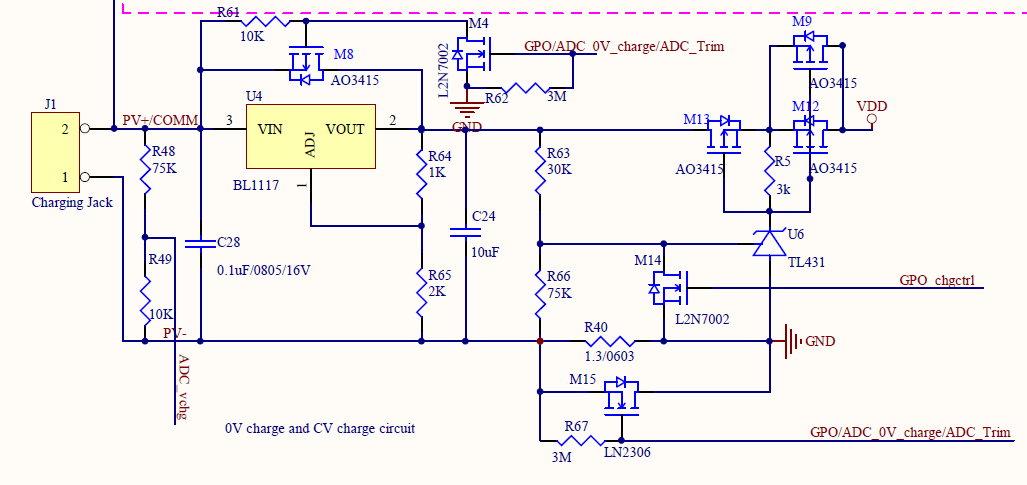 R61
10K
M4
L2N7002
GPO/ADC_0V_charge/ADC_Trim
M8
AO3415
R62
3M
GND
M9
AO3415
J1
2
1
Charging Jack
PV+/COMM
U4
3
VIN
VOUT
2
ADJ
1
BL1117
M13
AO3415
M12
AO3415
VDD
R48
75K
R64
1K
R63
30K
R5
3k
C28
0.1uF/0805/16V
C24
10uF
U6
TL431
R49
10K
R65
2K
R66
75K
M14
L2N7002
GPO_chgctrl
PV-
R40
1.3/0603
GND
ADC_vchg
M15
LN2306
R67
3M
GPO/ADC_0V_charge/ADC_Trim
0V charge and CV charge circuit